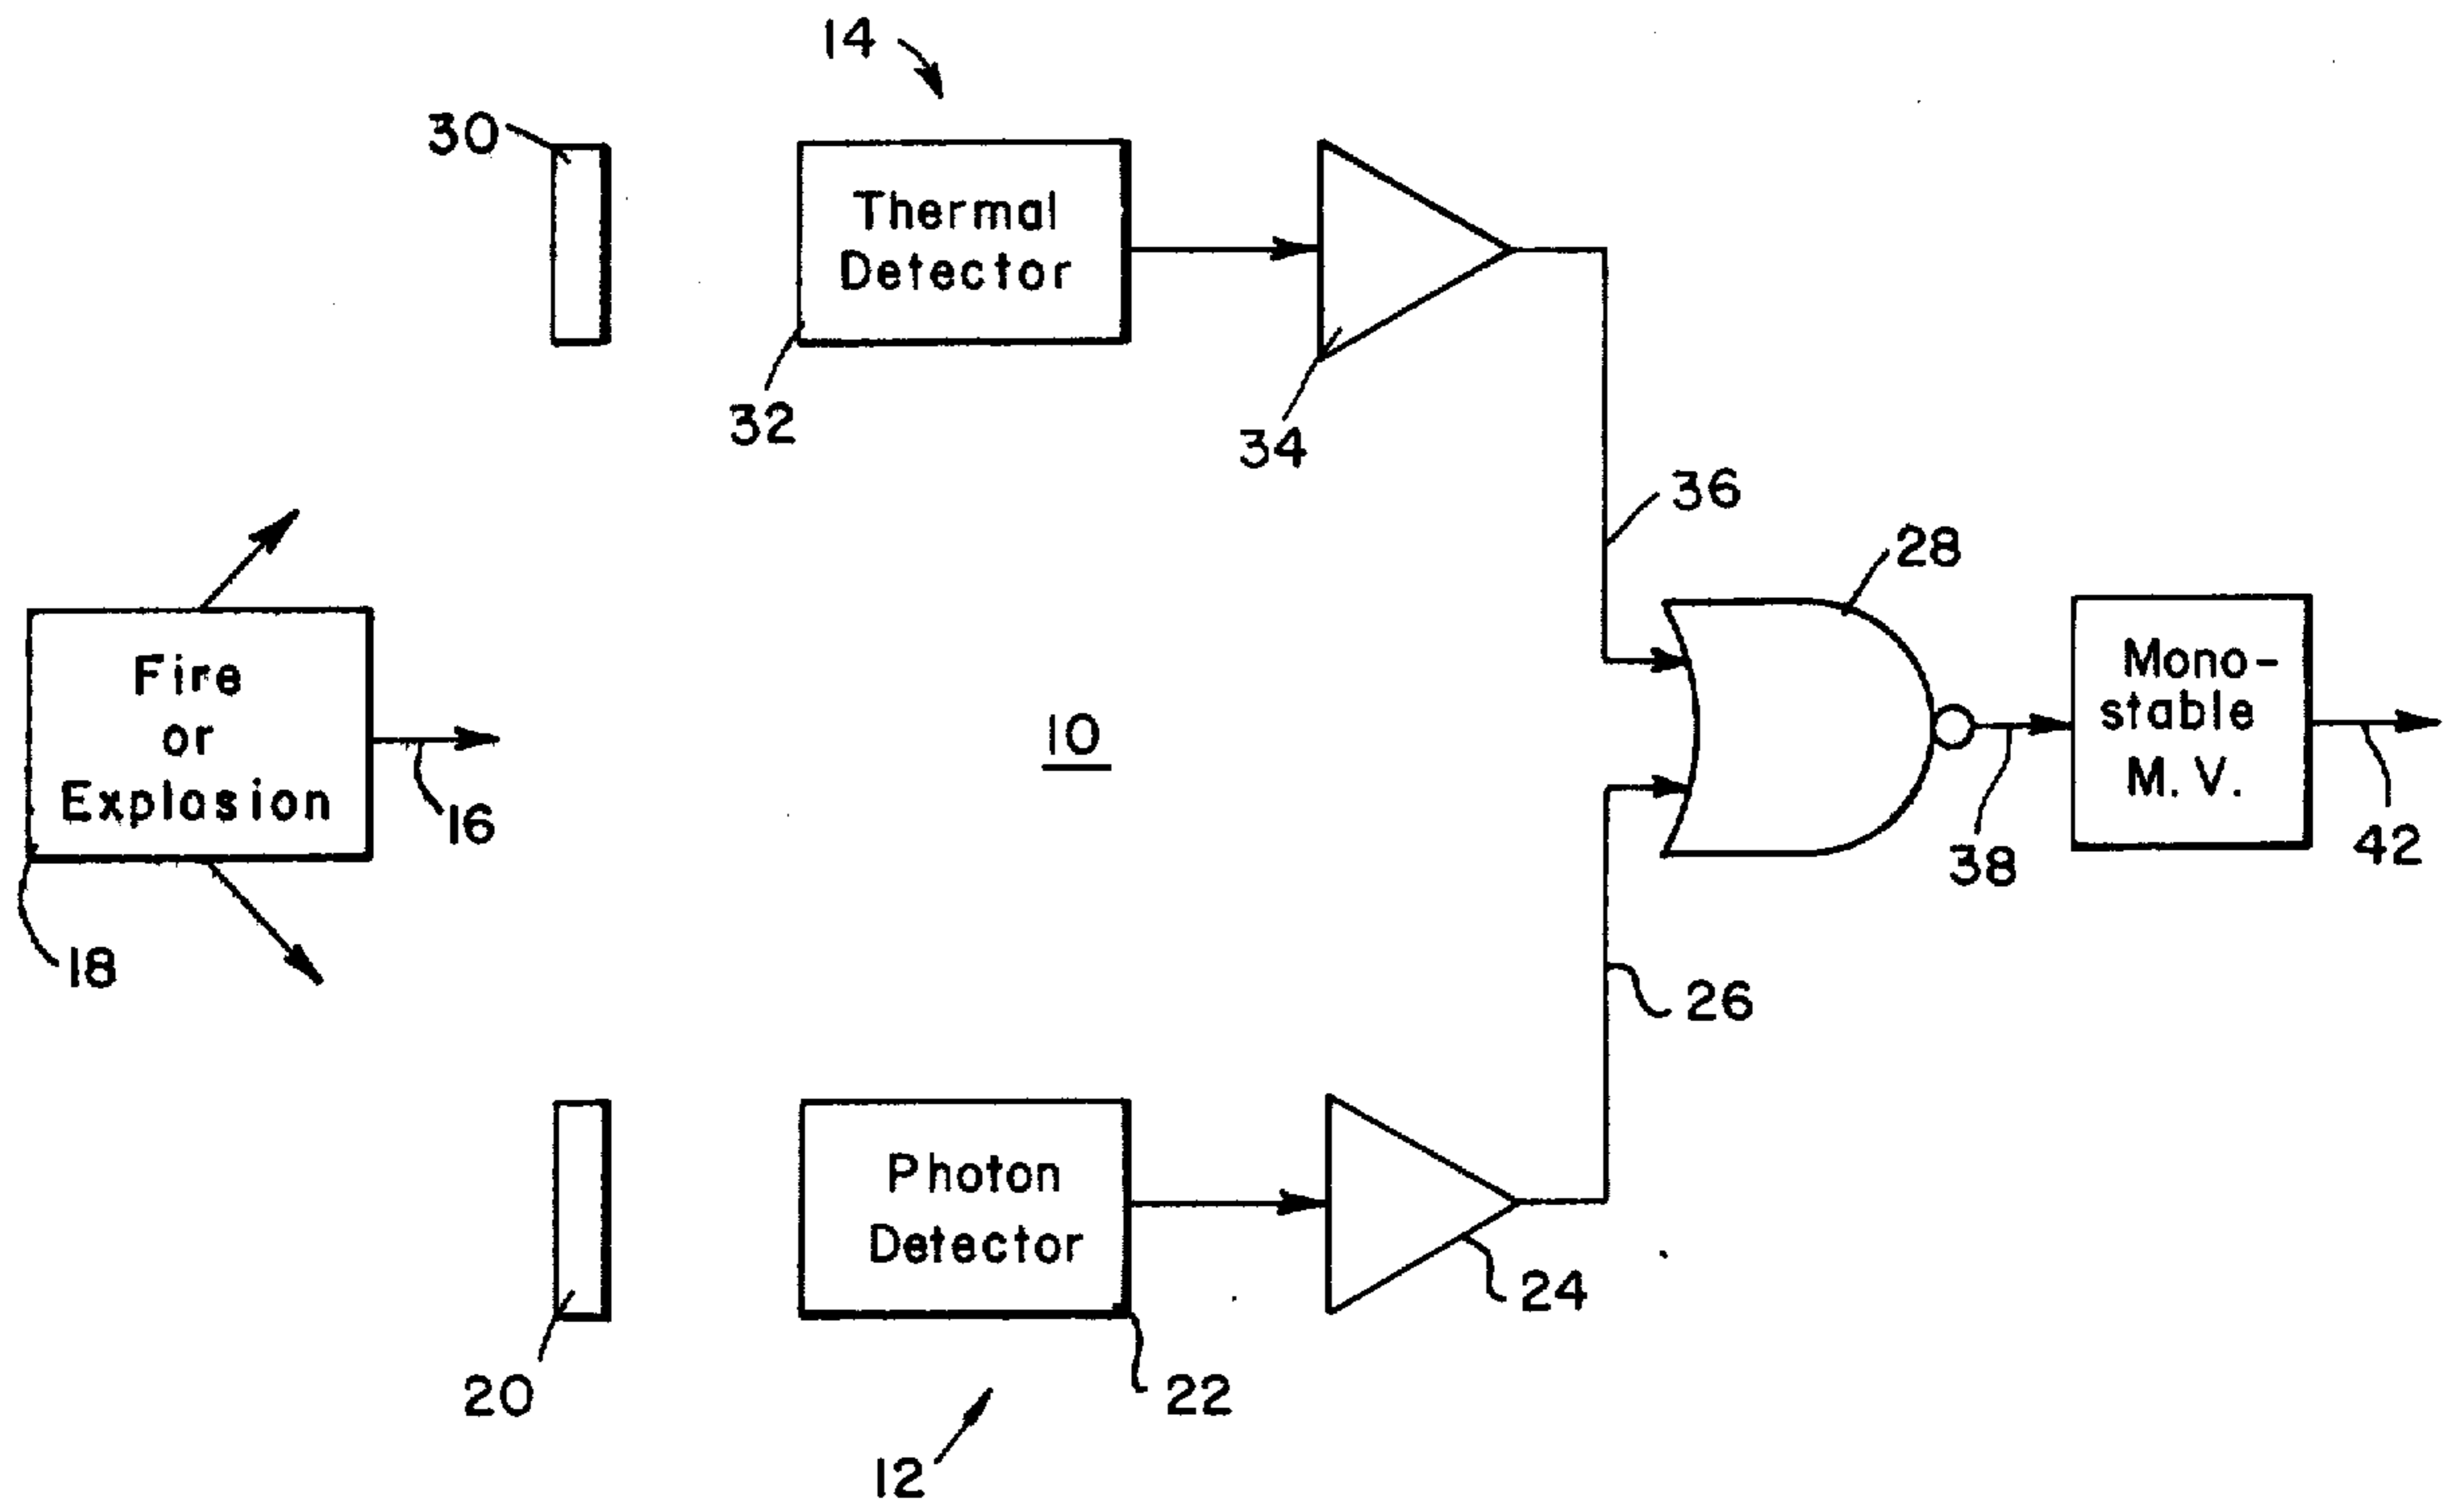 14
30
Thermal
Detector
32
34
36
28
Fire
or
Explosion
16
18
10
Mono-
stable
M. V.
38
42
26
Photon
Detector
24
20
22
12